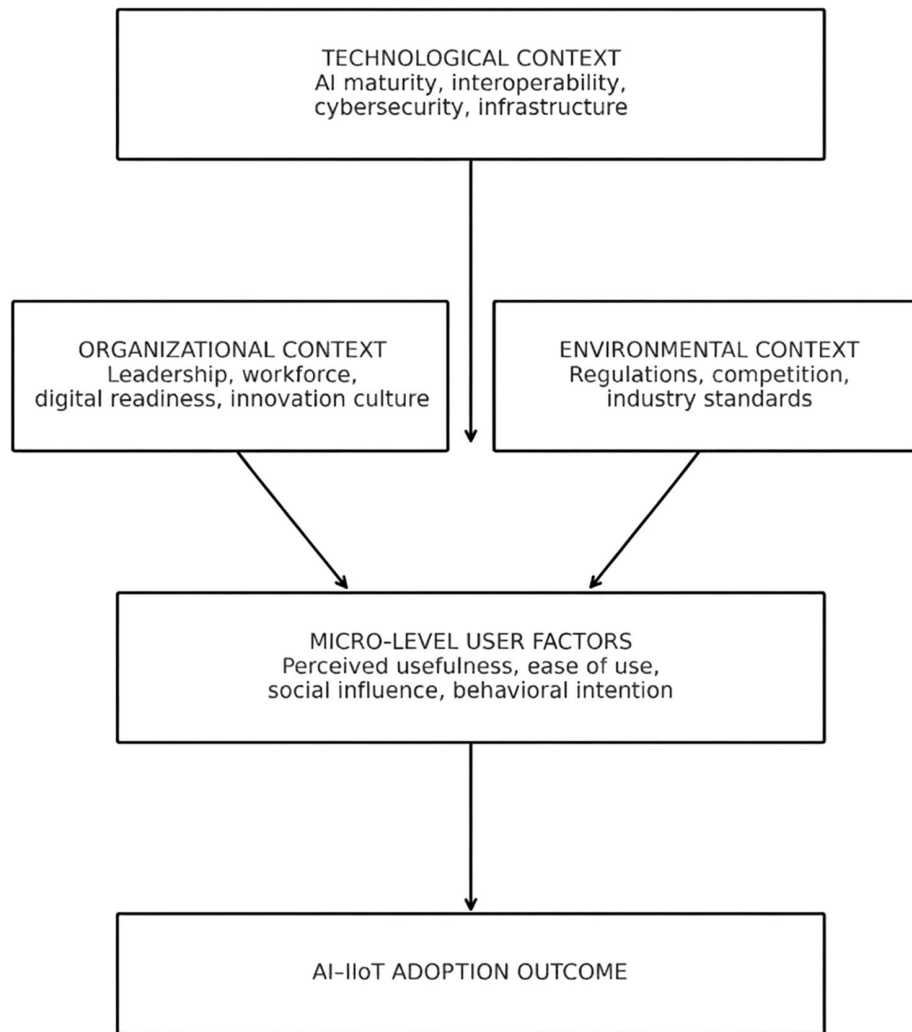 TECHNOLOGICAL CONTEXT
AI maturity, interoperability,
cybersecurity, infrastructure
ORGANIZATIONAL CONTEXT
Leadership, workforce,
digital readiness, innovation culture
ENVIRONMENTAL CONTEXT
Regulations, competition,
industry standards
MICRO-LEVEL USER FACTORS
Perceived usefulness, ease of use,
social influence, behavioral intention
AI–IIoT ADOPTION OUTCOME